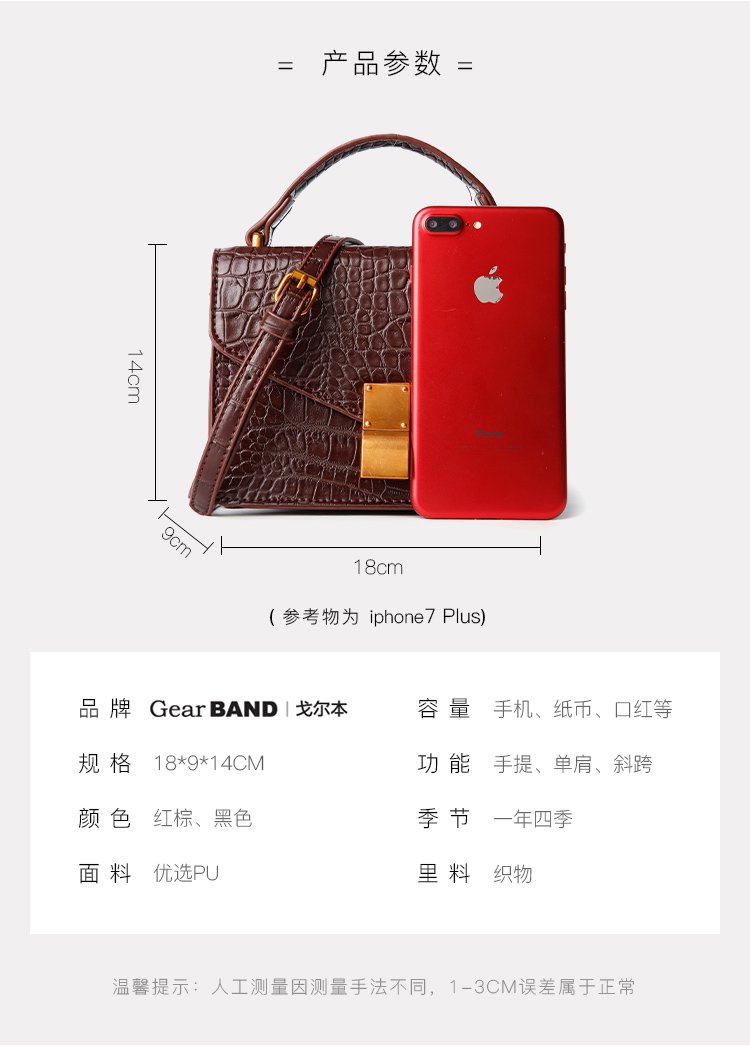 = 产品参数 =
14cm
9cm
18cm
( 参考物为 iphone7 Plus)
品牌 Gear BAND | 戈尔本
容量 手机、纸币、口红等
规格 18*9*14CM
功能 手提、单肩、斜跨
颜色 红棕、黑色
季节 一年四季
面料 优选PU
里料 织物
温馨提示：人工测量因测量手法不同，1-3CM误差属于正常